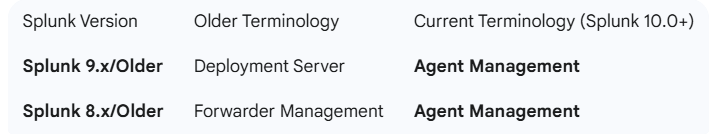 Splunk Version Older Terminology Current Terminology (Splunk 10.0+)
Splunk 9.x/Older Deployment Server Agent Management
Splunk 8.x/Older Forwarder Management Agent Management